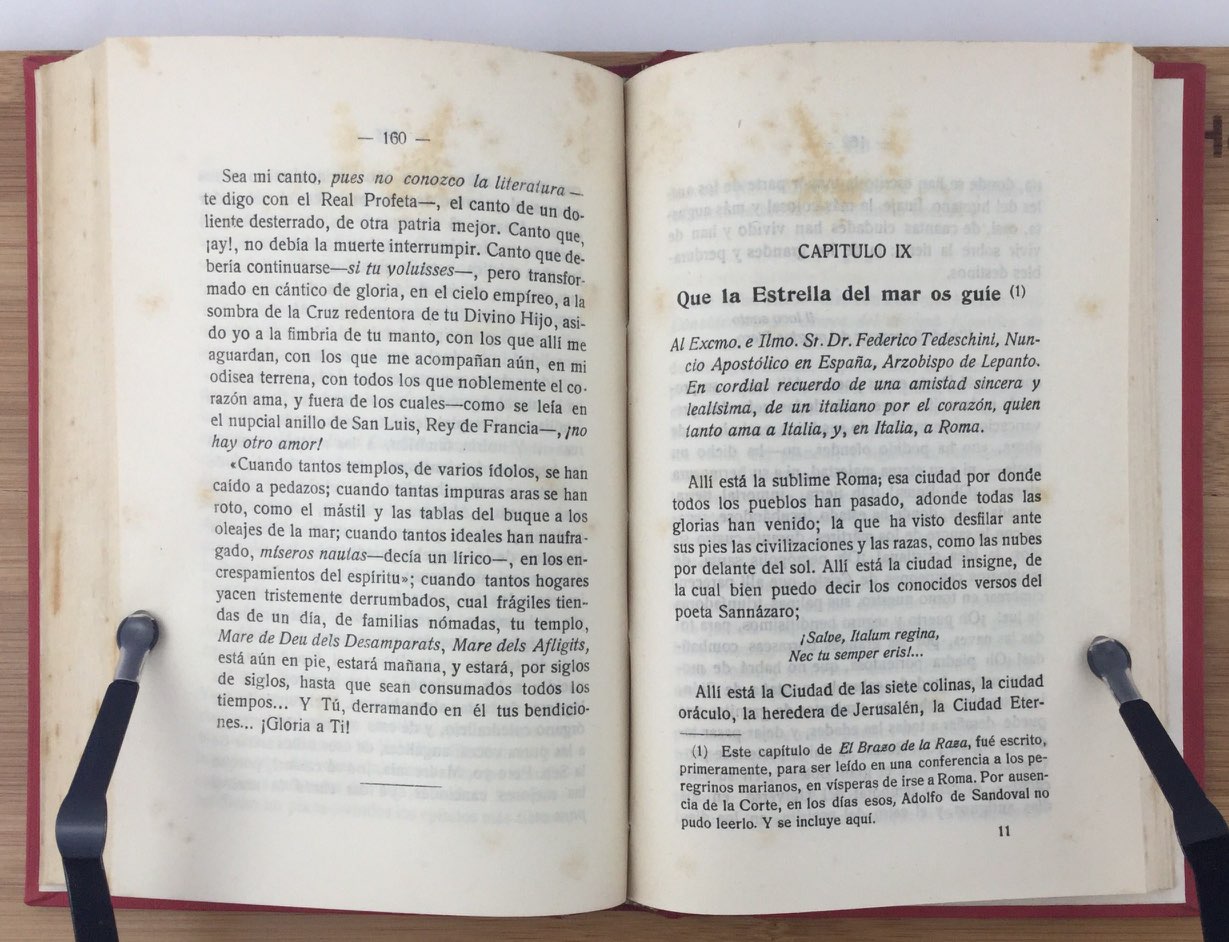 — 160 —
Sea mi canto, pues no conozco la literatura—
te digo con el Real Profeta—, el canto de un do-
liente desterrado, de otra patria mejor. Canto que,
¡ay!, no debía la muerte interrumpir. Canto que de-
bería continuarse—si tu voluisses—, pero transfor-
mado en cántico de gloria, en el cielo empíreo, a la
sombra de la Cruz redentora de tu Divino Hijo, asi-
do yo a la fimbria de tu manto, con los que allí me
aguardan, con los que me acompañan aún, en mi
odisea terrena, con todos los que noblemente el co-
razón ama, y fuera de los cuales—como se leía en
el nupcial anillo de San Luis, Rey de Francia—, ¡no
hay otro amor!
«Cuando tantos templos, de varios ídolos, se han
caído a pedazos; cuando tantas impuras aras se han
roto, como el mástil y las tablas del buque a los
oleajes de la mar; cuando tantos ideales han naufra-
gado, míseros nautas—decía un lírico—, en los en-
crespamientos del espíritu»; cuando tantos hogares
yacen tristemente derrumbados, cual frágiles tien-
das de un día, de familias nómadas, tu templo,
Mare de Deu dels Desamparats, Mare dels Afligits,
está aún en pie, estará mañana, y estará, por siglos
de siglos, hasta que sean consumados todos los
tiempos... Y Tú, derramando en él tus bendicio-
nes... ¡Gloria a Ti!
CAPITULO IX
Que la Estrella del mar os guíe (1)
Al Excmo. e Ilmo. Sr. Dr. Federico Tedeschini, Nun-
cio Apostólico en España, Arzobispo de Lepanto.
En cordial recuerdo de una amistad sincera y
lealísima, de un italiano por el corazón, quien
tanto ama a Italia, y, en Italia, a Roma.
Allí está la sublime Roma; esa ciudad por donde
todos los pueblos han pasado, adonde todas las
glorias han venido; la que ha visto desfilar ante
sus pies las civilizaciones y las razas, como las nubes
por delante del sol. Allí está la ciudad insigne, de
la cual bien puedo decir los conocidos versos del
poeta Sannázaro;
¡Salve, Italum regina,
Nec tu semper eris!...
Allí está la Ciudad de las siete colinas, la ciudad
oráculo, la heredera de Jerusalén, la Ciudad Eter-
(1) Este capítulo de El Brazo de la Raza, fué escrito,
primeramente, para ser leído en una conferencia a los pe-
regrinos marianos, en vísperas de irse a Roma. Por ausen-
cia de la Corte, en los días esos, Adolfo de Sandoval no
pudo leerlo. Y se incluye aquí.
11